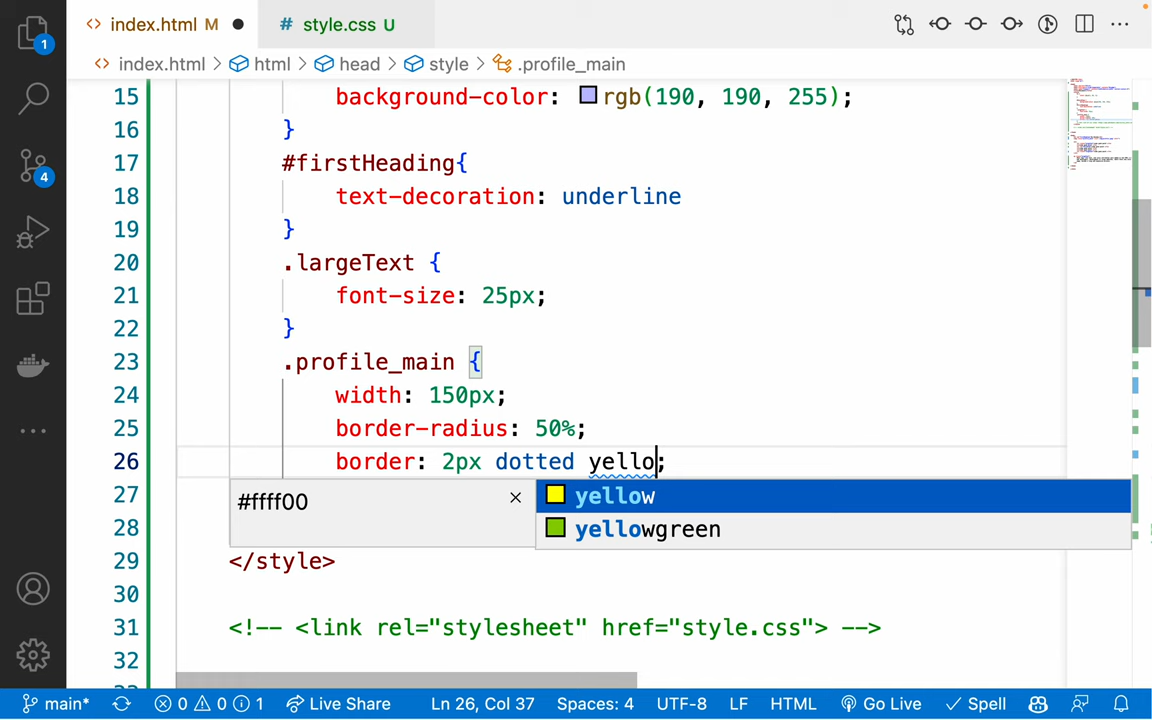 index.html M
# style.css U
index.html > html > head > style > .profile_main
1
4
15 background-color: rgb(190, 190, 255);
16 }
17 #firstHeading{
18 text-decoration: underline
19 }
20 .largeText {
21 font-size: 25px;
22 }
23 .profile_main {
24 width: 150px;
25 border-radius: 50%;
26 border: 2px dotted yello;
27
#ffff00 ×
yellow
yellowgreen
28
29 </style>
30
31 <!-- <link rel="stylesheet" href="style.css"> -->
32
main* 0 0 1 Live Share Ln 26, Col 37 Spaces: 4 UTF-8 LF HTML Go Live Spell